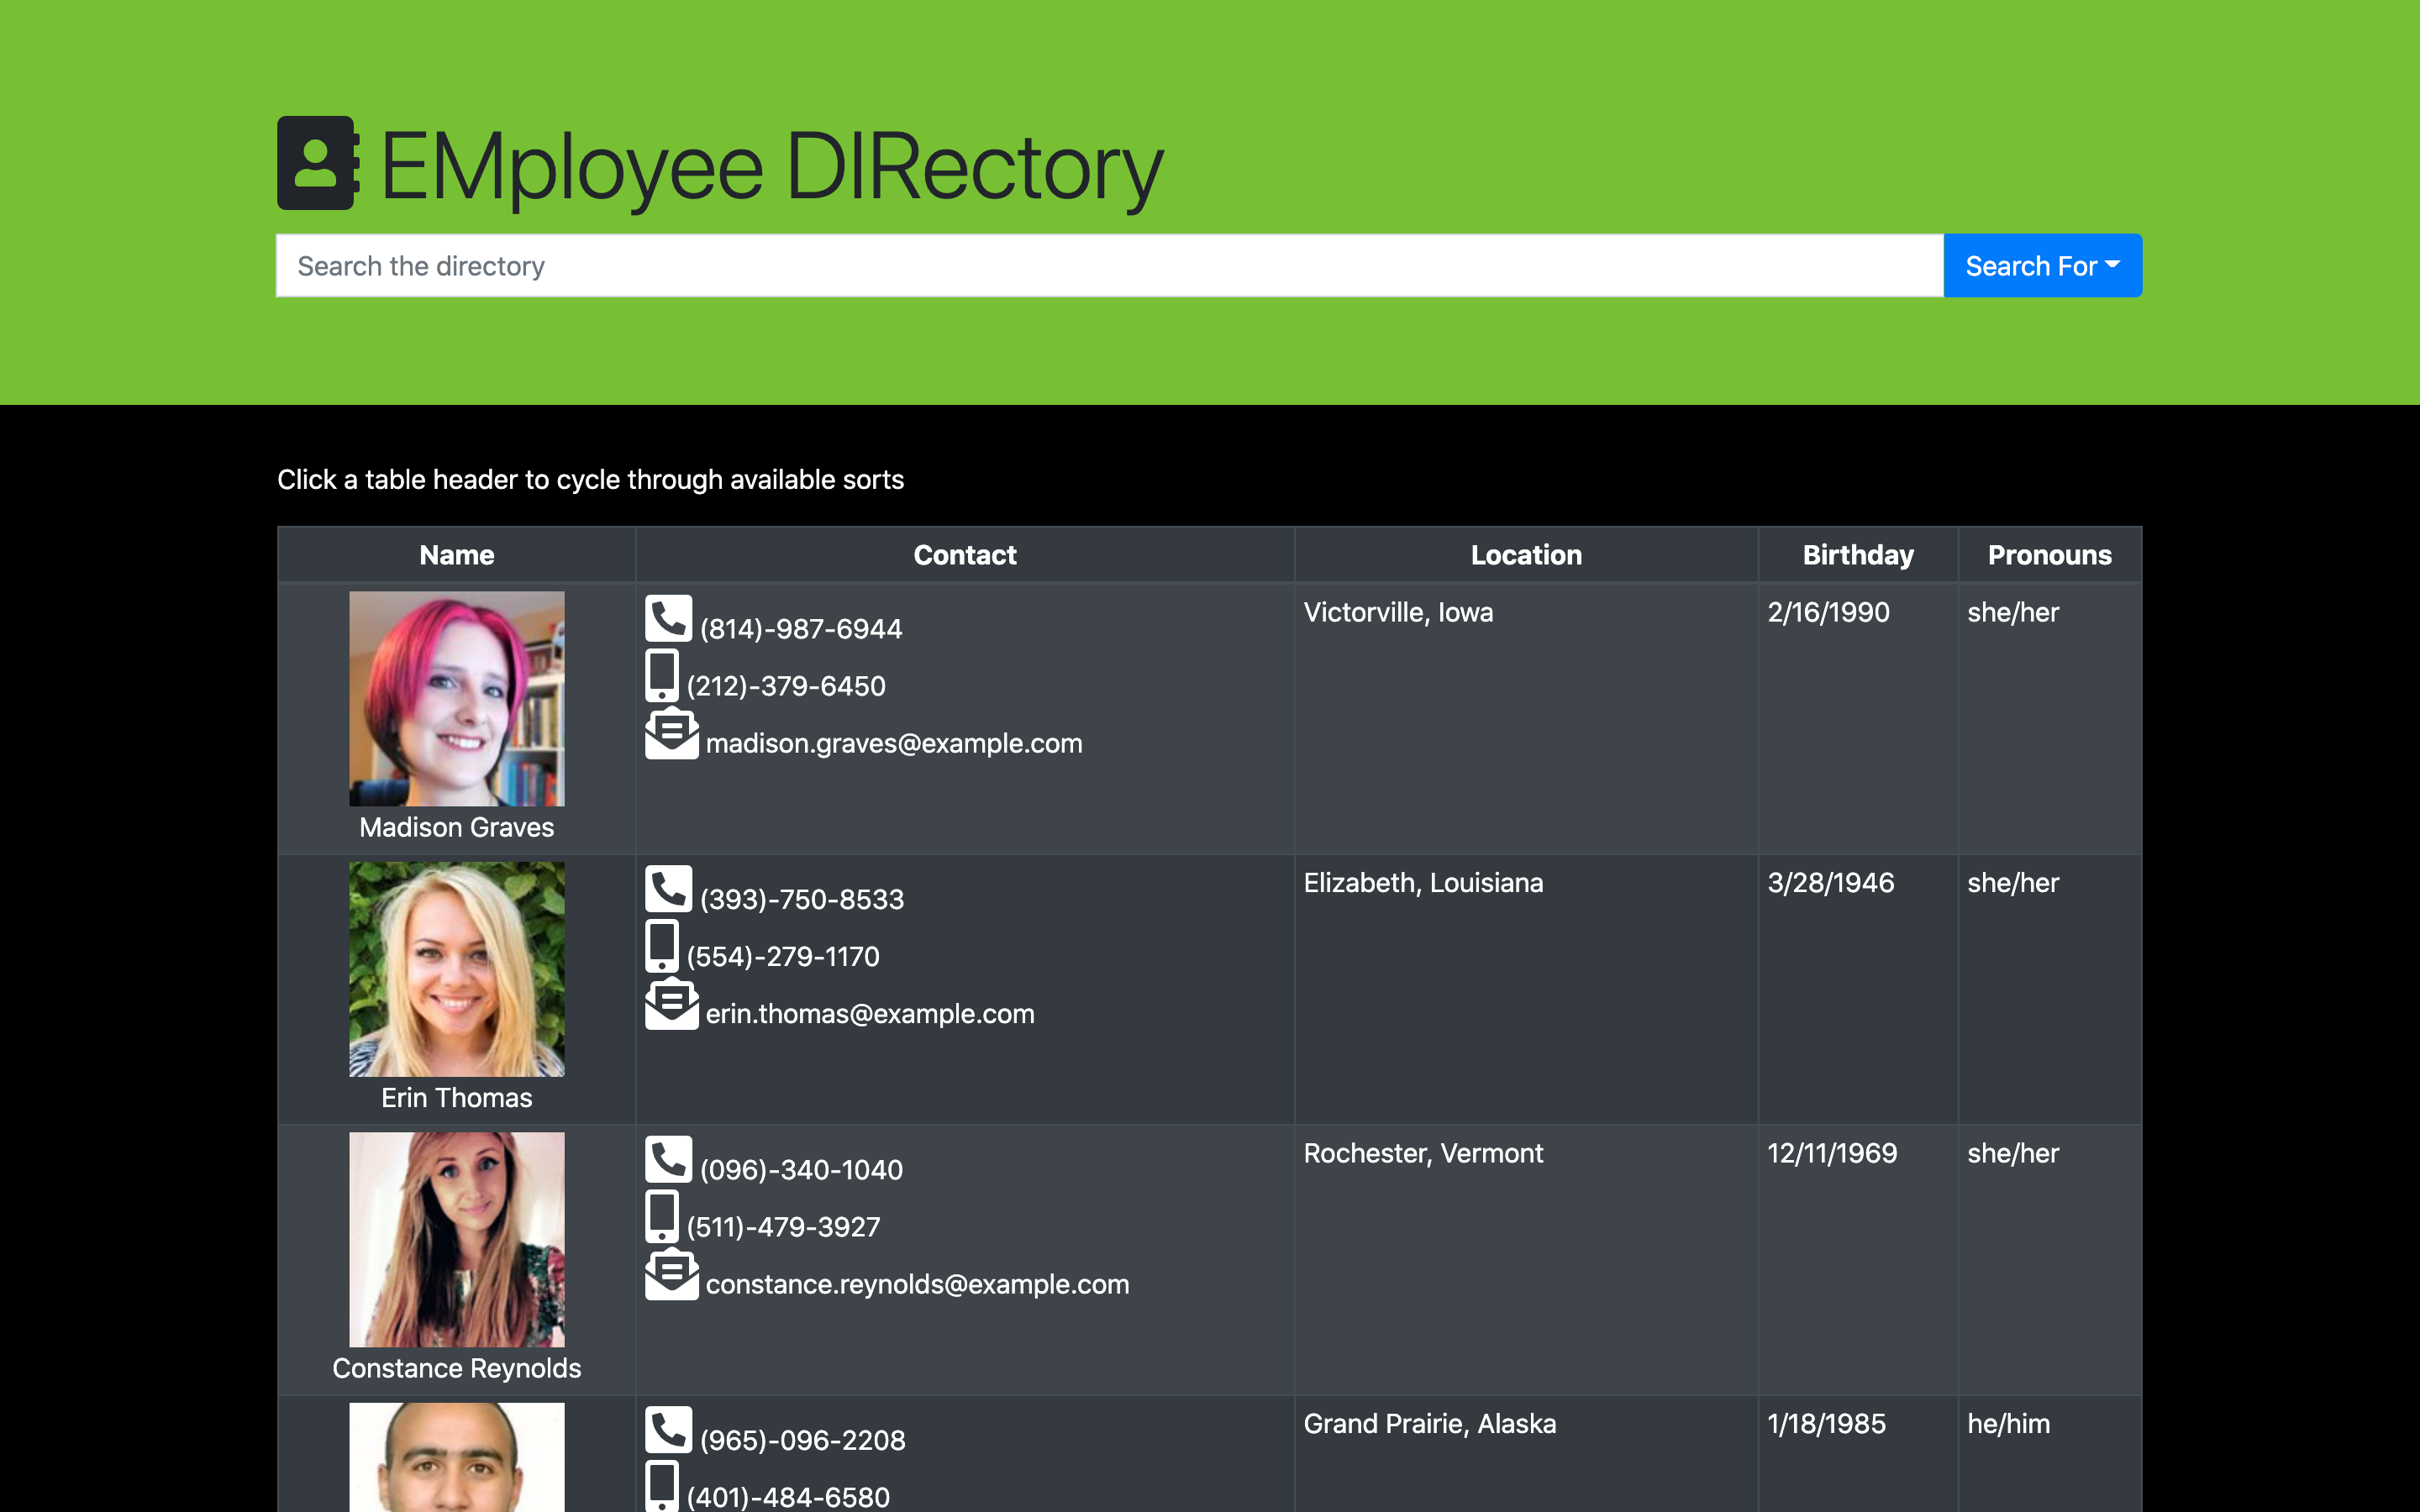 EMployee DIRectory
Search the directory
Search For
Click a table header to cycle through available sorts
Name Contact Location Birthday Pronouns
(814)-987-6944 Victorville, Iowa 2/16/1990 she/her
(212)-379-6450
madison.graves@example.com
Madison Graves
(393)-750-8533 Elizabeth, Louisiana 3/28/1946 she/her
(554)-279-1170
erin.thomas@example.com
Erin Thomas
(096)-340-1040 Rochester, Vermont 12/11/1969 she/her
(511)-479-3927
constance.reynolds@example.com
Constance Reynolds
(965)-096-2208 Grand Prairie, Alaska 1/18/1985 he/him
(401)-484-6580